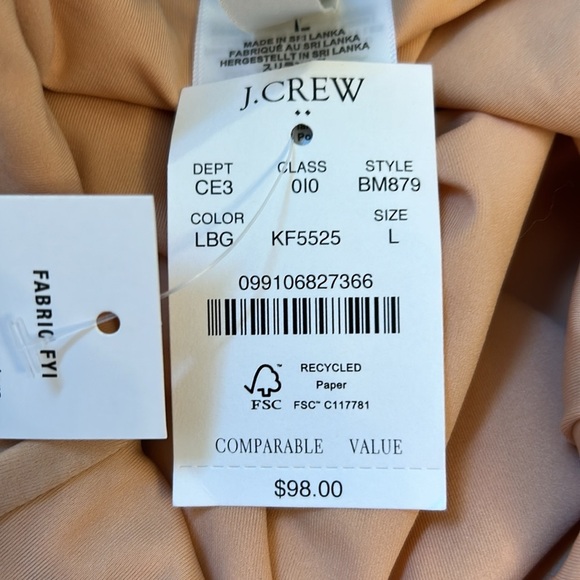 L
MADE IN SRI LANKA
FABRIQUÉ AU SRI LANKA
HERGESTELLT IN SRI LANKA
J.CREW
DEPT CLASS STYLE
CE3 010 BM879
COLOR SIZE
LBG KF5525 L
099106827366
RECYCLED
Paper
FSC™ C117781
FSC
COMPARABLE VALUE
$98.00
FABRIC FYI